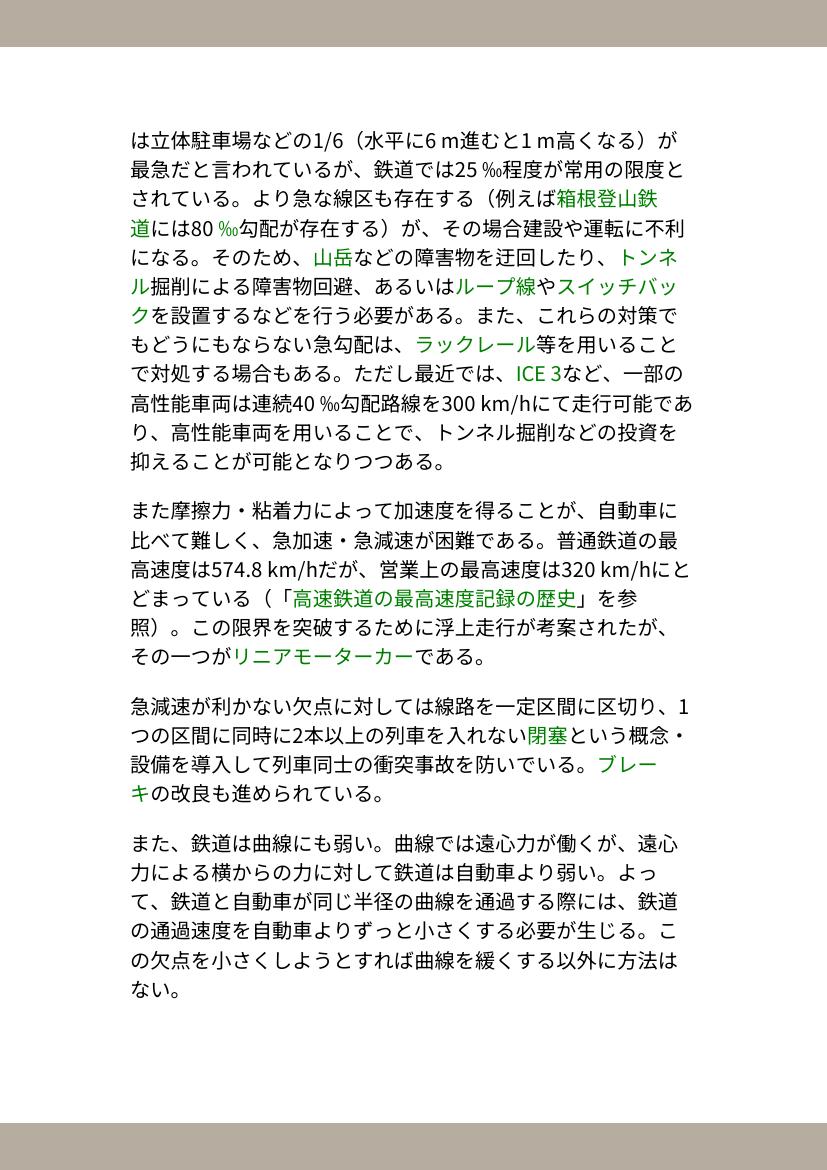 は立体駐車場などの1/6（水平に6 m進むと1 m高くなる）が
最急だと言われているが、鉄道では25 ‰程度が常用の限度と
されている。より急な線区も存在する（例えば箱根登山鉄
道には80 ‰勾配が存在する）が、その場合建設や運転に不利
になる。そのため、山岳などの障害物を迂回したり、トンネ
ル掘削による障害物回避、あるいはループ線やスイッチバッ
クを設置するなどを行う必要がある。また、これらの対策で
もどうにもならない急勾配は、ラックレール等を用いること
で対処する場合もある。ただし最近では、ICE 3など、一部の
高性能車両は連続40 ‰勾配路線を300 km/hにて走行可能であ
り、高性能車両を用いることで、トンネル掘削などの投資を
抑えることが可能となりつつある。
また摩擦力・粘着力によって加速度を得ることが、自動車に
比べて難しく、急加速・急減速が困難である。普通鉄道の最
高速度は574.8 km/hだが、営業上の最高速度は320 km/hにと
どまっている（「高速鉄道の最高速度記録の歴史」を参
照）。この限界を突破するために浮上走行が考案されたが、
その一つがリニアモーターカーである。
急減速が利かない欠点に対しては線路を一定区間に区切り、1
つの区間に同時に2本以上の列車を入れない閉塞という概念・
設備を導入して列車同士の衝突事故を防いでいる。ブレー
キの改良も進められている。
また、鉄道は曲線にも弱い。曲線では遠心力が働くが、遠心
力による横からの力に対して鉄道は自動車より弱い。よっ
て、鉄道と自動車が同じ半径の曲線を通過する際には、鉄道
の通過速度を自動車よりずっと小さくする必要が生じる。こ
の欠点を小さくしようとすれば曲線を緩くする以外に方法は
ない。